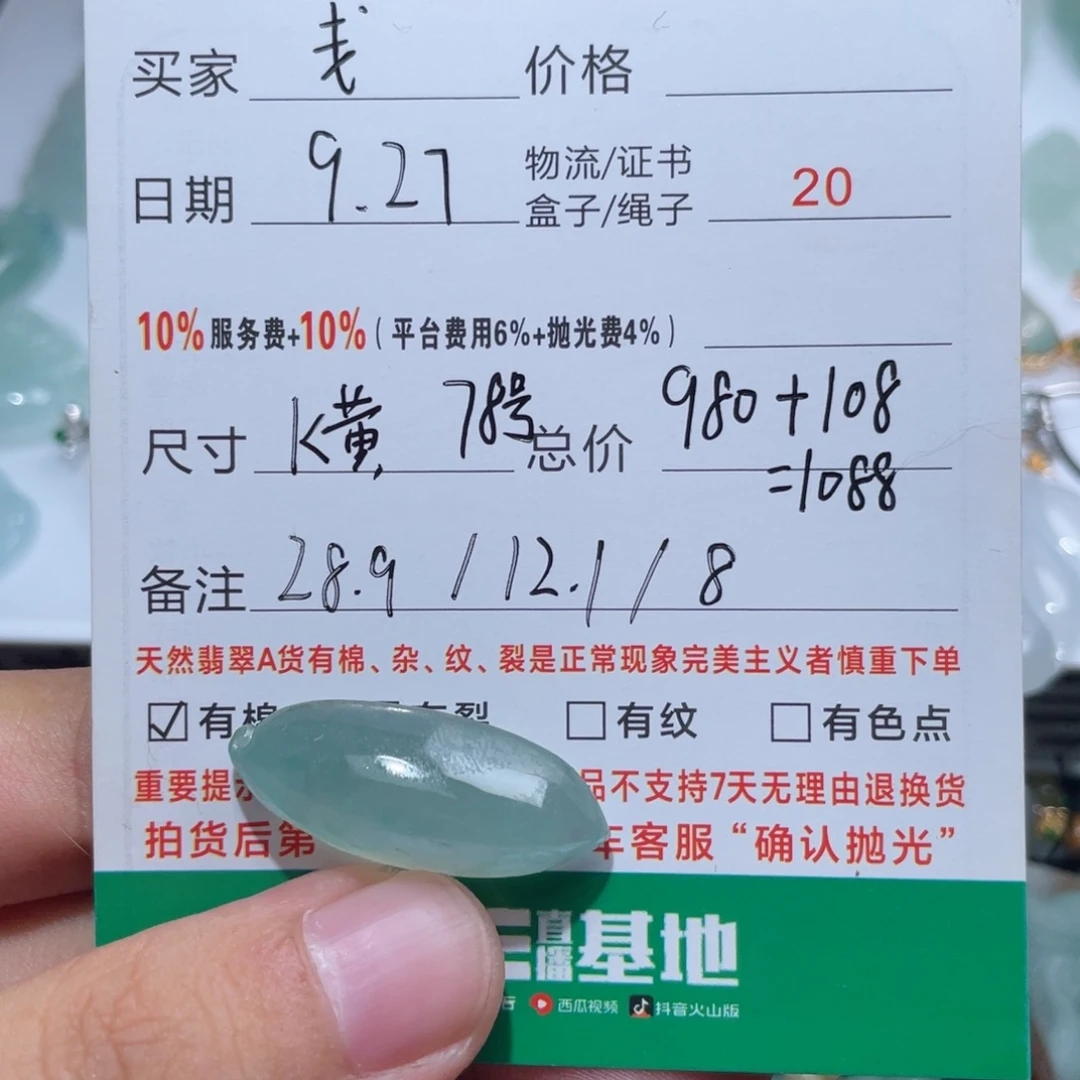 买家 价格
日期 9.27 物流/证书
盒子/绳子 20
10%服务费+10%(平台费用6%+抛光费4%)
尺寸 K黄 78号 总价 980+108
=1088
备注 28.9 / 12.1 / 8
天然翡翠A货有棉、杂、纹、裂是正常现象完美主义者慎重下单
☑有棉 有裂 □有纹 □有色点
重要提示 品不支持7天无理由退换货
拍货后第 车客服“确认抛光”
直播基地
西瓜视频 抖音火山版